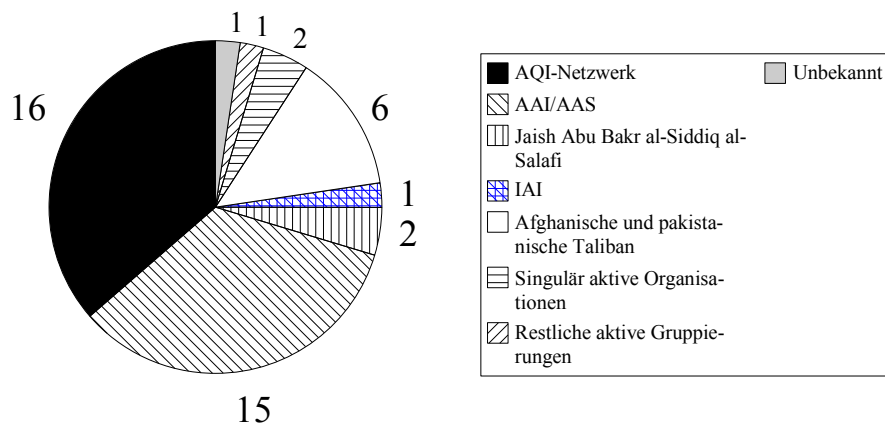 1
1
2
16
6
1
2
15
AQI-Netzwerk
AAI/AAS
Jaish Abu Bakr al-Siddiq al-
Salafi
IAI
Afghanische und pakista-
nische Taliban
Singulär aktive Organisa-
tionen
Restliche aktive Gruppie-
rungen
Unbekannt